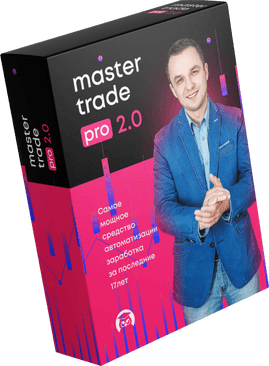 master
trade
pro 2.0
Самое
мощное
средство
автоматизации
заработка
за последние
17лет
master
trade
pro 2.0